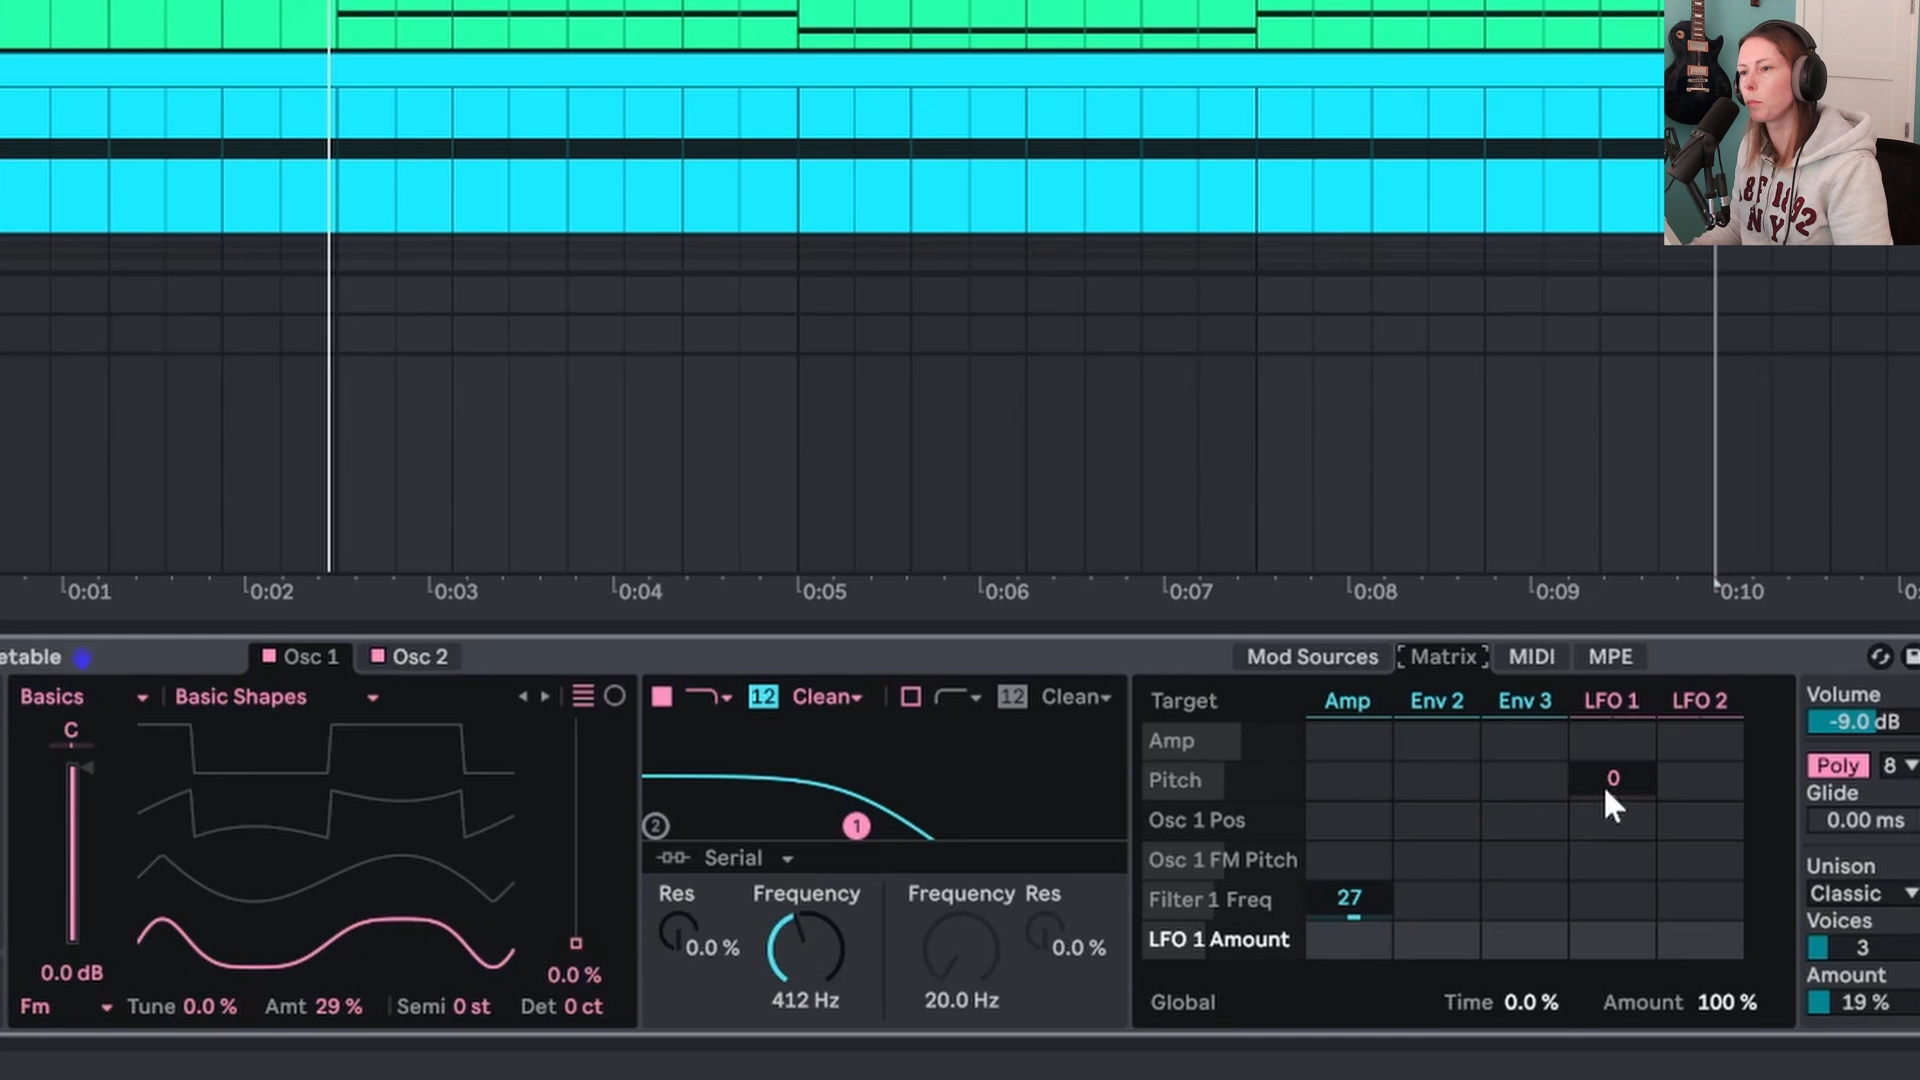 A&F 1892
NY
0:01 0:02 0:03 0:04 0:05 0:06 0:07 0:08 0:09 0:10 0:
etable Osc 1 Osc 2 Mod Sources Matrix MIDI MPE
Basics Basic Shapes 12 Clean 12 Clean Target Amp Env 2 Env 3 LFO 1 LFO 2 Volume
-9.0 dB
C
Amp
Poly 8
Pitch 0
Glide
0.00 ms
Osc 1 Pos
2 1
Serial
Osc 1 FM Pitch
Unison
Classic
Res Frequency Frequency Res
Filter 1 Freq 27
Voices
3
0.0 % 0.0 %
LFO 1 Amount
0.0 dB 0.0 %
Amount
412 Hz 20.0 Hz
Fm Tune 0.0 % Amt 29 % Semi 0 st Det 0 ct
Global Time 0.0 % Amount 100 %
19 %